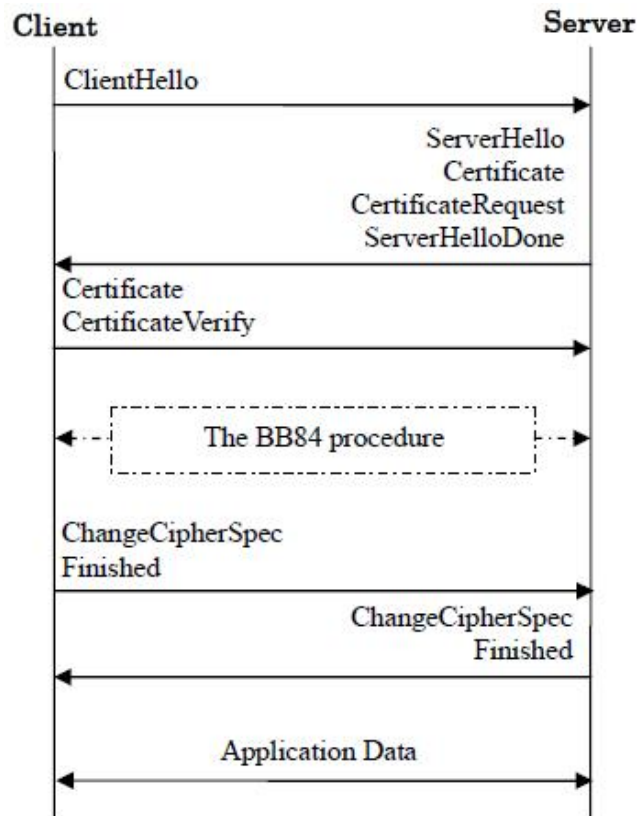 Client
Server
ClientHello
ServerHello
Certificate
CertificateRequest
ServerHelloDone
Certificate
CertificateVerify
The BB84 procedure
ChangeCipherSpec
Finished
ChangeCipherSpec
Finished
Application Data